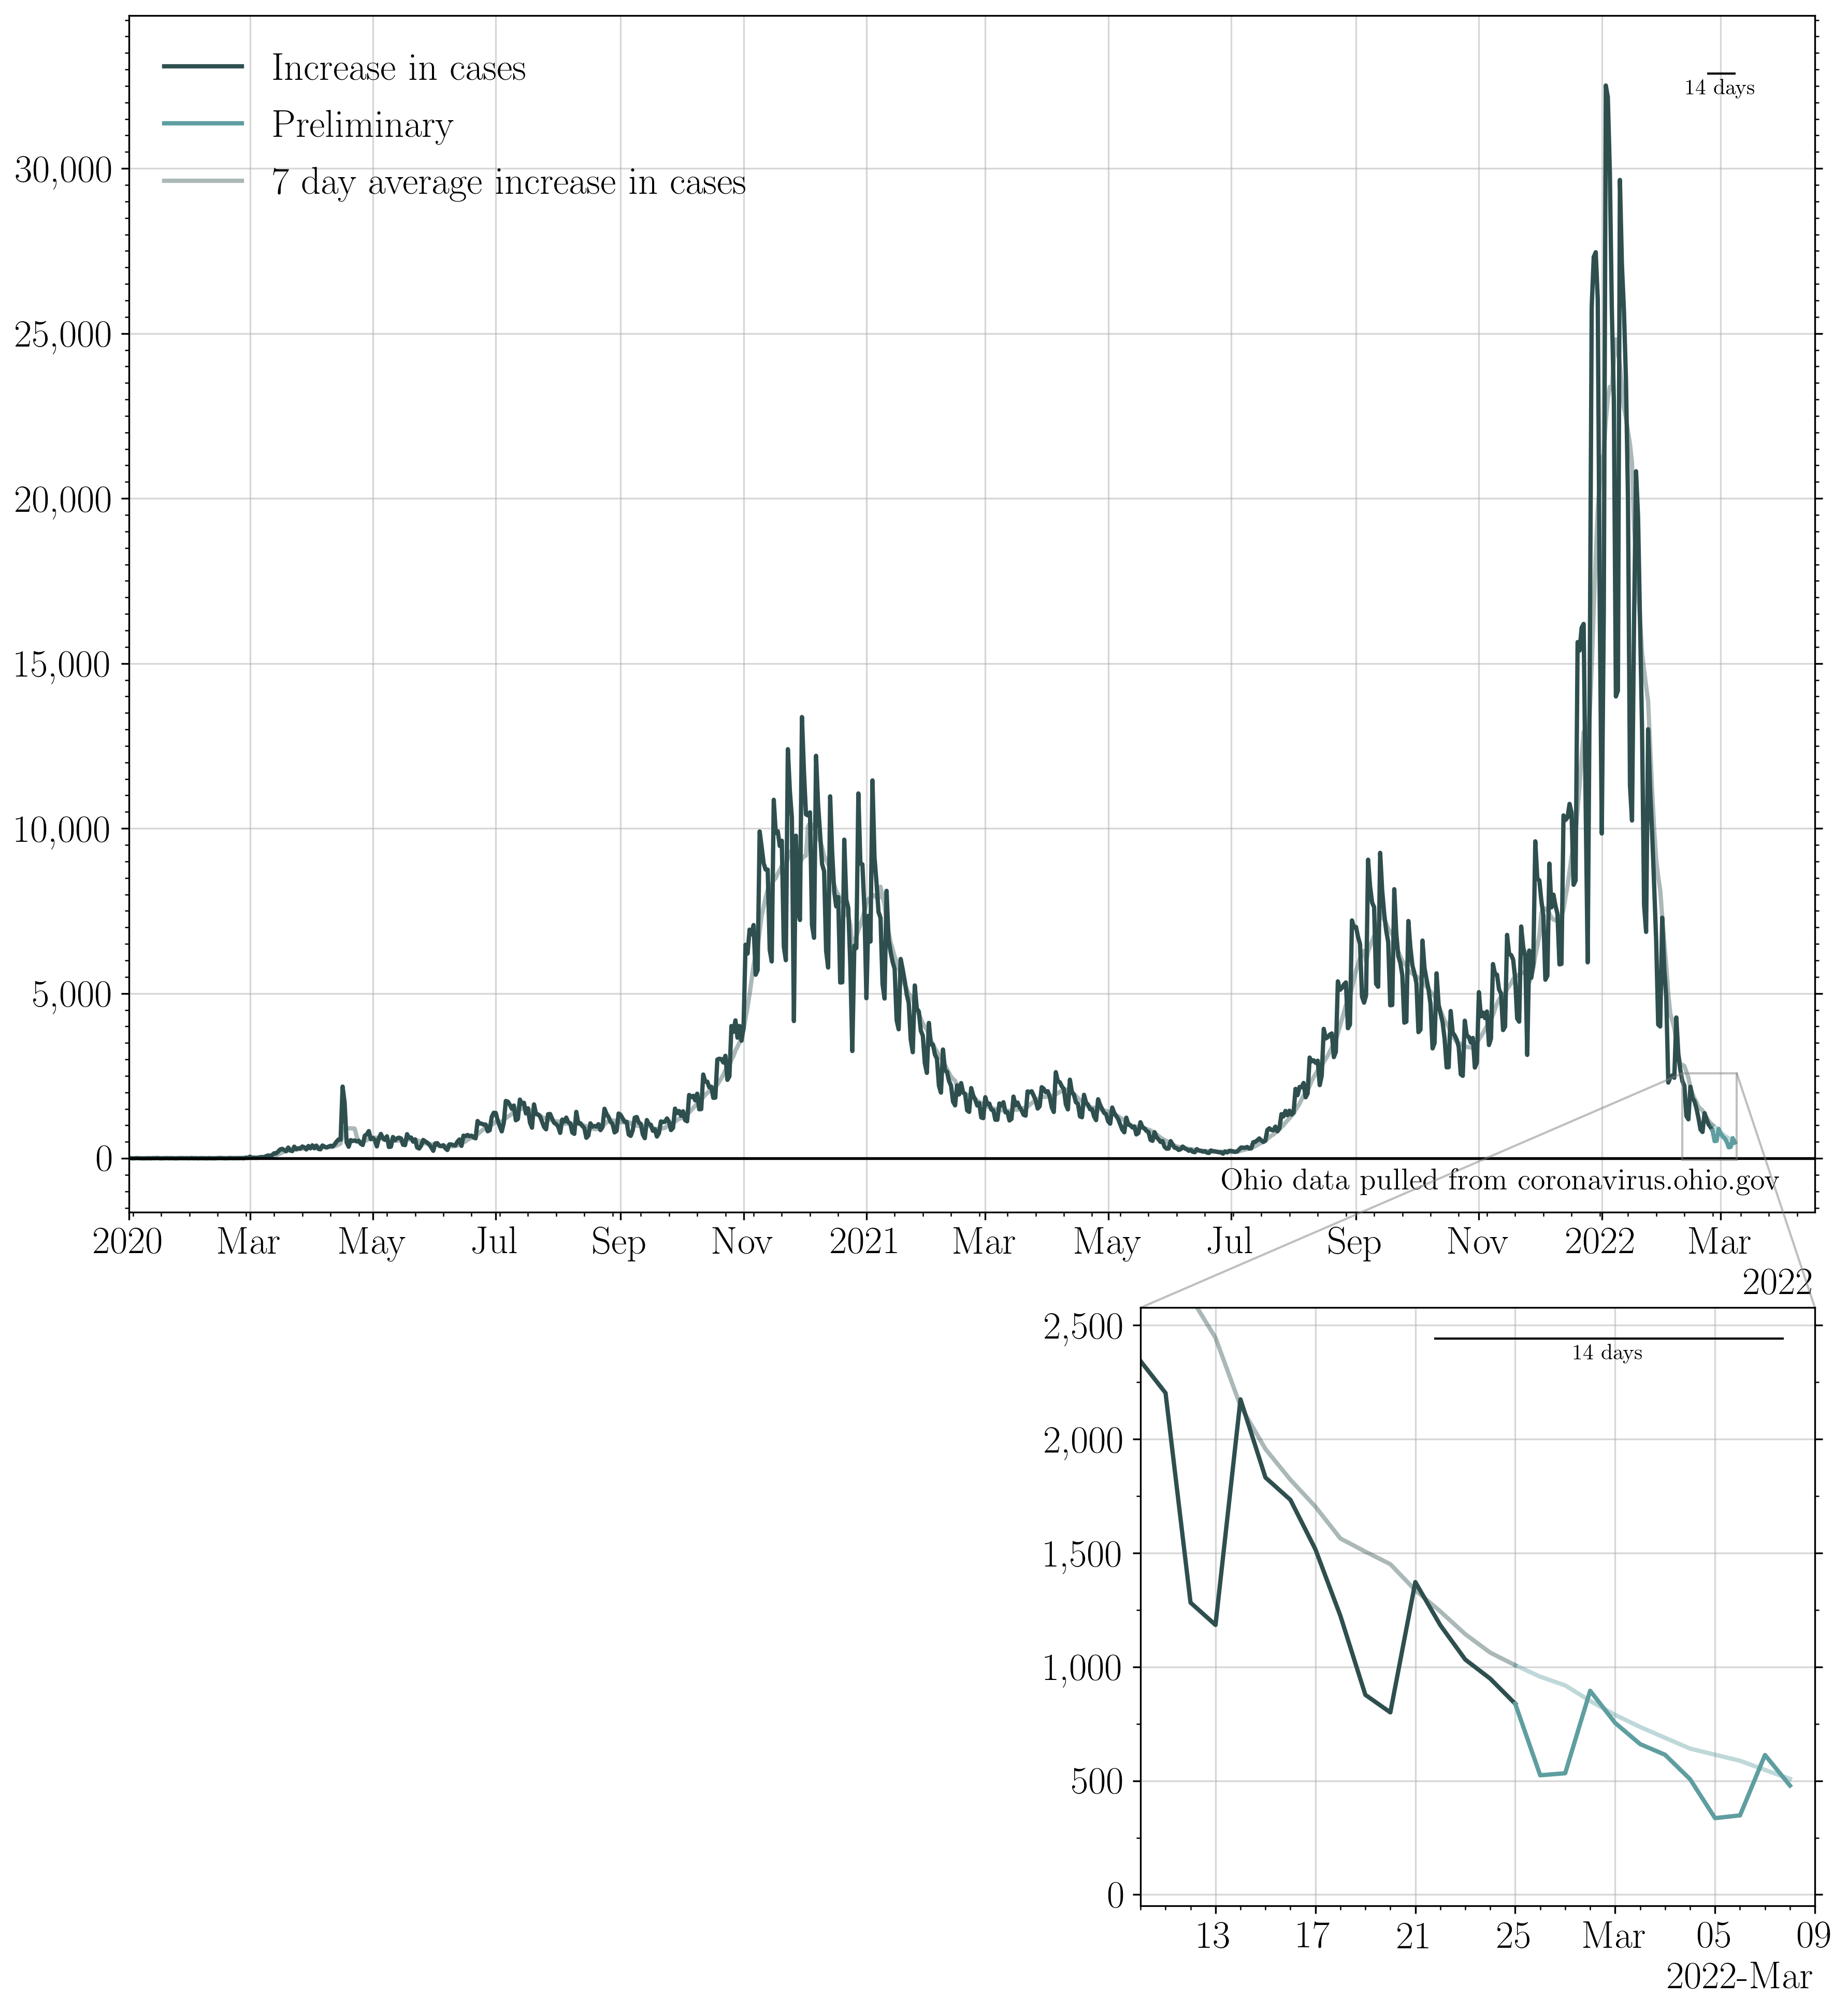 Increase in cases
Preliminary
7 day average increase in cases
14 days
30,000
25,000
20,000
15,000
10,000
5,000
0
Ohio data pulled from coronavirus.ohio.gov
2020 Mar May Jul Sep Nov 2021 Mar May Jul Sep Nov 2022 Mar
2022
2,500
14 days
2,000
1,500
1,000
500
0
13 17 21 25 Mar 05 09
2022-Mar